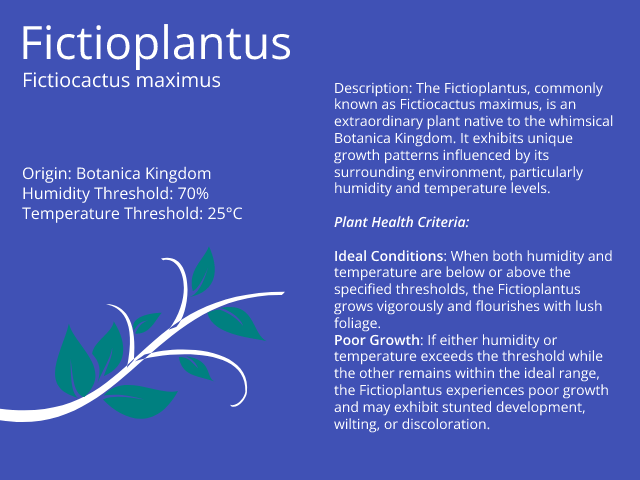 Fictioplantus
Fictiocactus maximus
Origin: Botanica Kingdom
Humidity Threshold: 70%
Temperature Threshold: 25°C
Description: The Fictioplantus, commonly
known as Fictiocactus maximus, is an
extraordinary plant native to the whimsical
Botanica Kingdom. It exhibits unique
growth patterns influenced by its
surrounding environment, particularly
humidity and temperature levels.
Plant Health Criteria:
Ideal Conditions: When both humidity and
temperature are below or above the
specified thresholds, the Fictioplantus
grows vigorously and flourishes with lush
foliage.
Poor Growth: If either humidity or
temperature exceeds the threshold while
the other remains within the ideal range,
the Fictioplantus experiences poor growth
and may exhibit stunted development,
wilting, or discoloration.